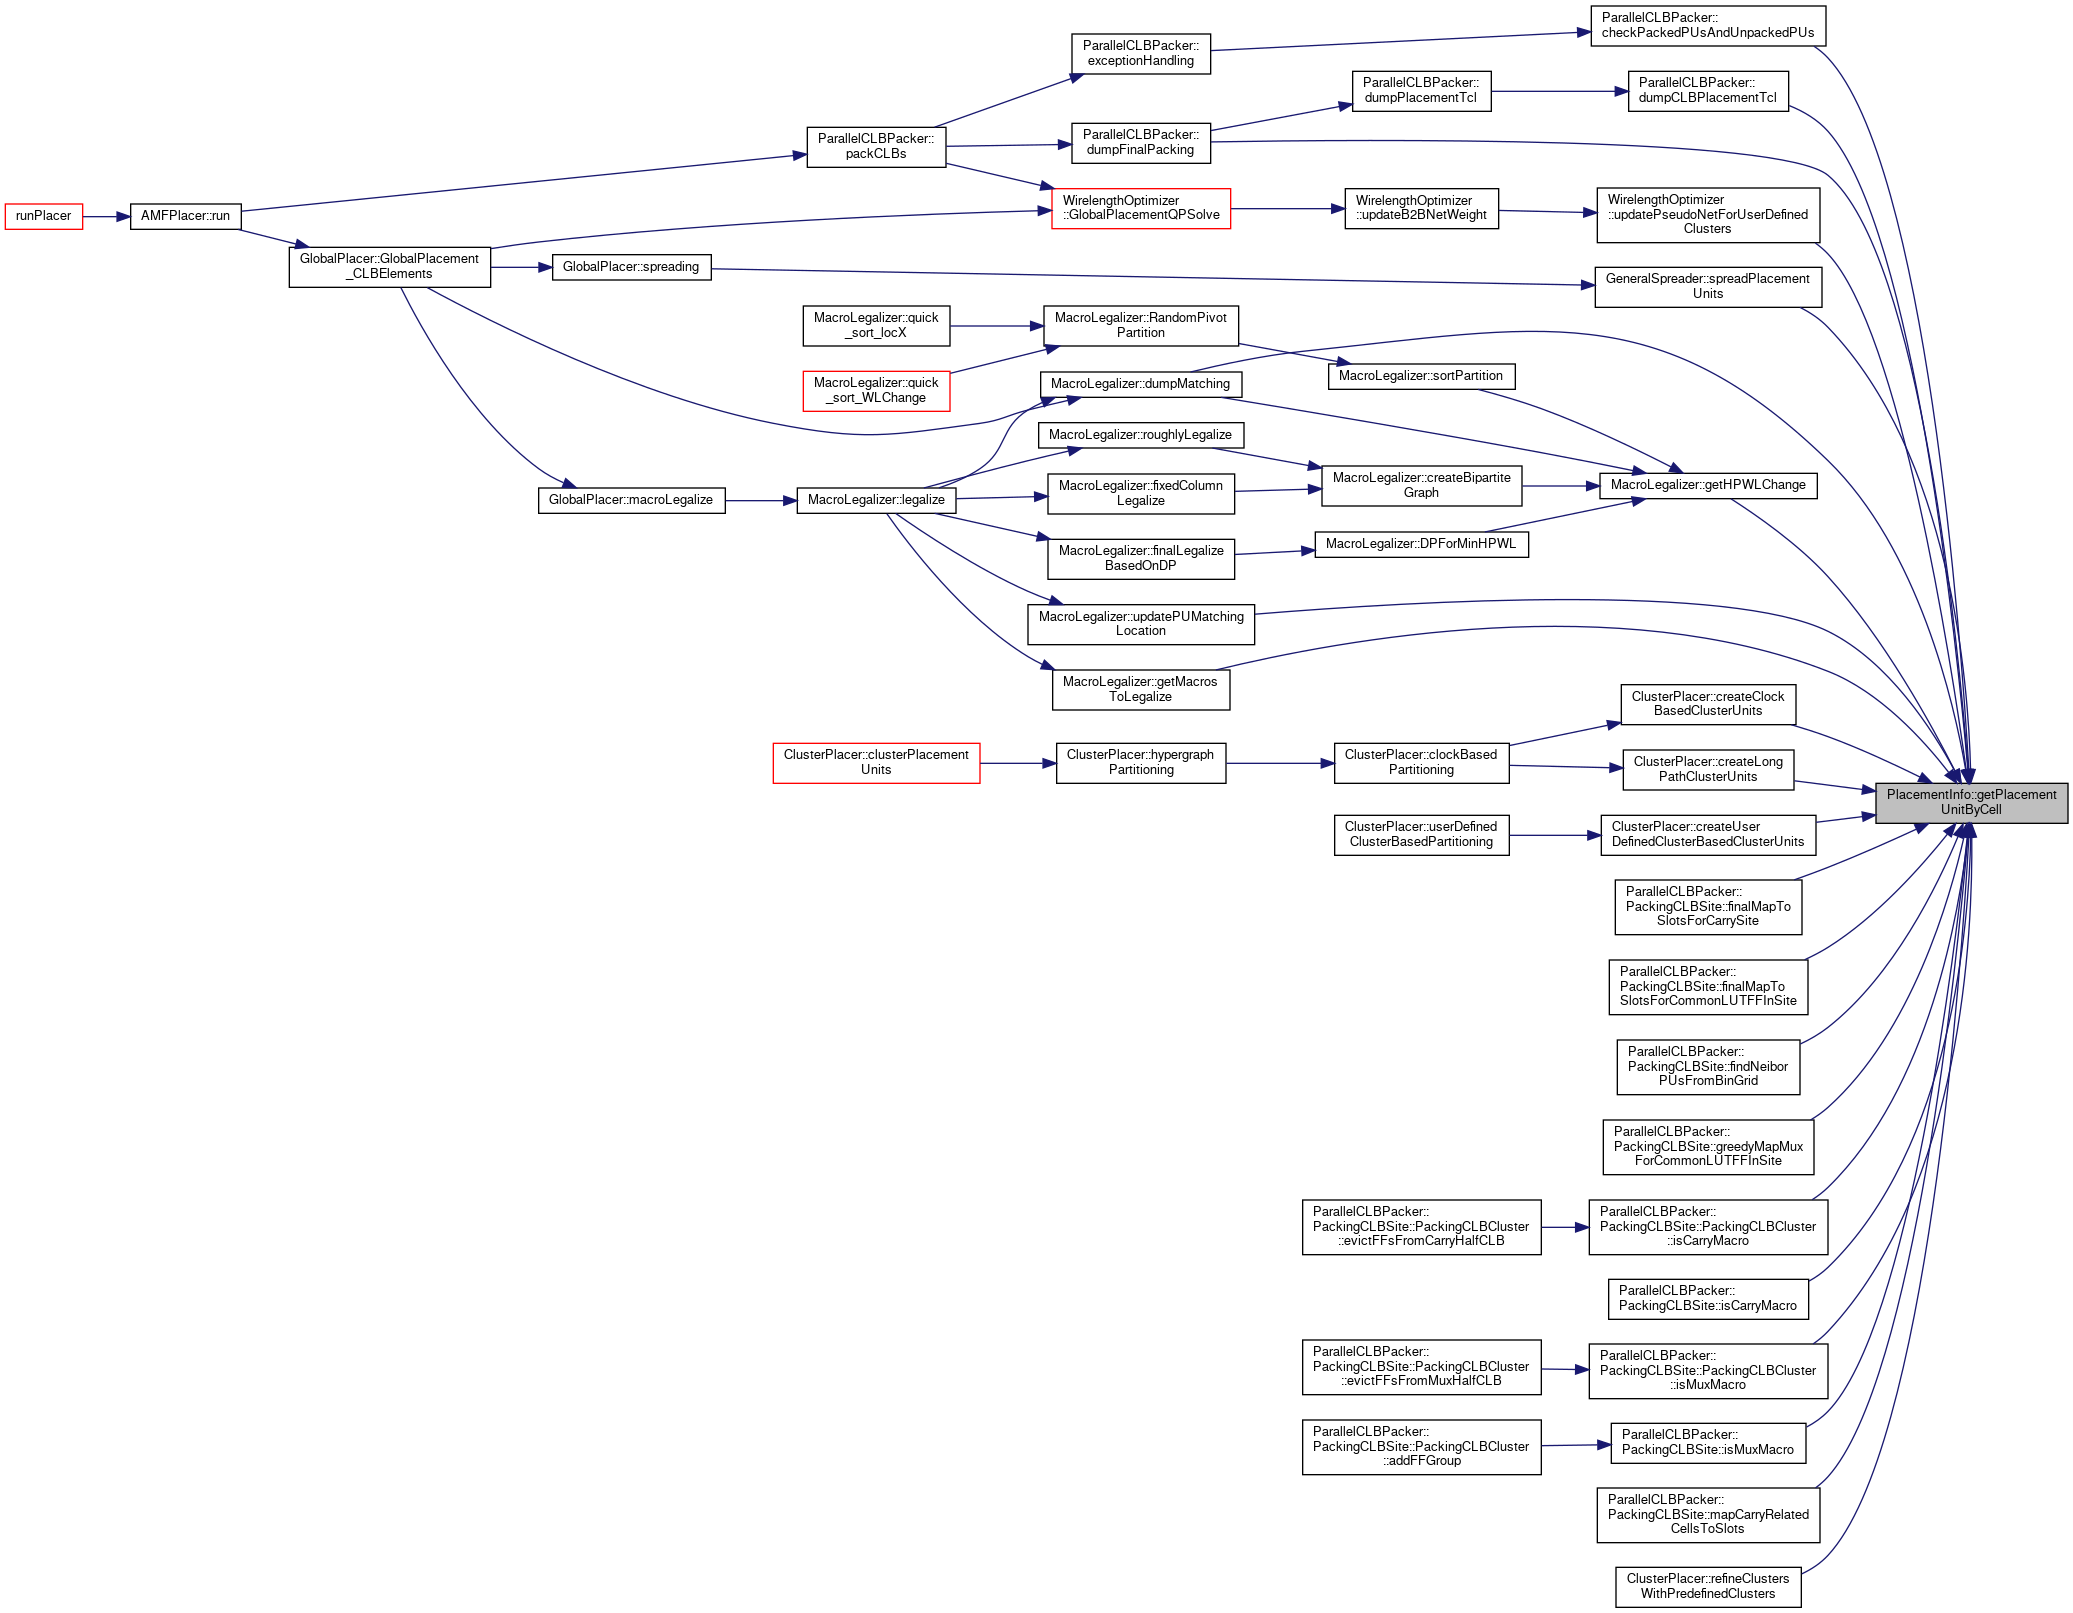 ParallelCLBPacker::
checkPackedPUsAndUnpackedPUs
ParallelCLBPacker::
exceptionHandling
ParallelCLBPacker::
dumpPlacementTcl
ParallelCLBPacker::
dumpCLBPlacementTcl
ParallelCLBPacker::
packCLBs
ParallelCLBPacker::
dumpFinalPacking
runPlacer
AMFPlacer::run
WirelengthOptimizer
::GlobalPlacementQPSolve
WirelengthOptimizer
::updateB2BNetWeight
WirelengthOptimizer
::updatePseudoNetForUserDefined
Clusters
GlobalPlacer::GlobalPlacement
_CLBElements
GlobalPlacer::spreading
GeneralSpreader::spreadPlacement
Units
MacroLegalizer::quick
_sort_locX
MacroLegalizer::RandomPivot
Partition
MacroLegalizer::quick
_sort_WLChange
MacroLegalizer::dumpMatching
MacroLegalizer::sortPartition
MacroLegalizer::roughlyLegalize
MacroLegalizer::fixedColumn
Legalize
MacroLegalizer::createBipartite
Graph
MacroLegalizer::getHPWLChange
GlobalPlacer::macroLegalize
MacroLegalizer::legalize
MacroLegalizer::finalLegalize
BasedOnDP
MacroLegalizer::DPForMinHPWL
MacroLegalizer::updatePUMatching
Location
MacroLegalizer::getMacros
ToLegalize
ClusterPlacer::createClock
BasedClusterUnits
ClusterPlacer::clusterPlacement
Units
ClusterPlacer::hypergraph
Partitioning
ClusterPlacer::clockBased
Partitioning
ClusterPlacer::createLong
PathClusterUnits
PlacementInfo::getPlacement
UnitByCell
ClusterPlacer::userDefined
ClusterBasedPartitioning
ClusterPlacer::createUser
DefinedClusterBasedClusterUnits
ParallelCLBPacker::
PackingCLBSite::finalMapTo
SlotsForCarrySite
ParallelCLBPacker::
PackingCLBSite::finalMapTo
SlotsForCommonLUTFFInSite
ParallelCLBPacker::
PackingCLBSite::findNeibor
PUsFromBinGrid
ParallelCLBPacker::
PackingCLBSite::greedyMapMux
ForCommonLUTFFInSite
ParallelCLBPacker::
PackingCLBSite::PackingCLBCluster
::evictFFsFromCarryHalfCLB
ParallelCLBPacker::
PackingCLBSite::PackingCLBCluster
::isCarryMacro
ParallelCLBPacker::
PackingCLBSite::isCarryMacro
ParallelCLBPacker::
PackingCLBSite::PackingCLBCluster
::evictFFsFromMuxHalfCLB
ParallelCLBPacker::
PackingCLBSite::PackingCLBCluster
::isMuxMacro
ParallelCLBPacker::
PackingCLBSite::PackingCLBCluster
::addFFGroup
ParallelCLBPacker::
PackingCLBSite::isMuxMacro
ParallelCLBPacker::
PackingCLBSite::mapCarryRelated
CellsToSlots
ClusterPlacer::refineClusters
WithPredefinedClusters